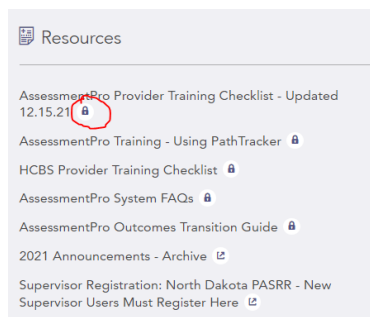 Resources
AssessmentPro Provider Training Checklist - Updated
12.15.21
AssessmentPro Training - Using PathTracker
HCBS Provider Training Checklist
AssessmentPro System FAQs
AssessmentPro Outcomes Transition Guide
2021 Announcements - Archive
Supervisor Registration: North Dakota PASRR - New
Supervisor Users Must Register Here